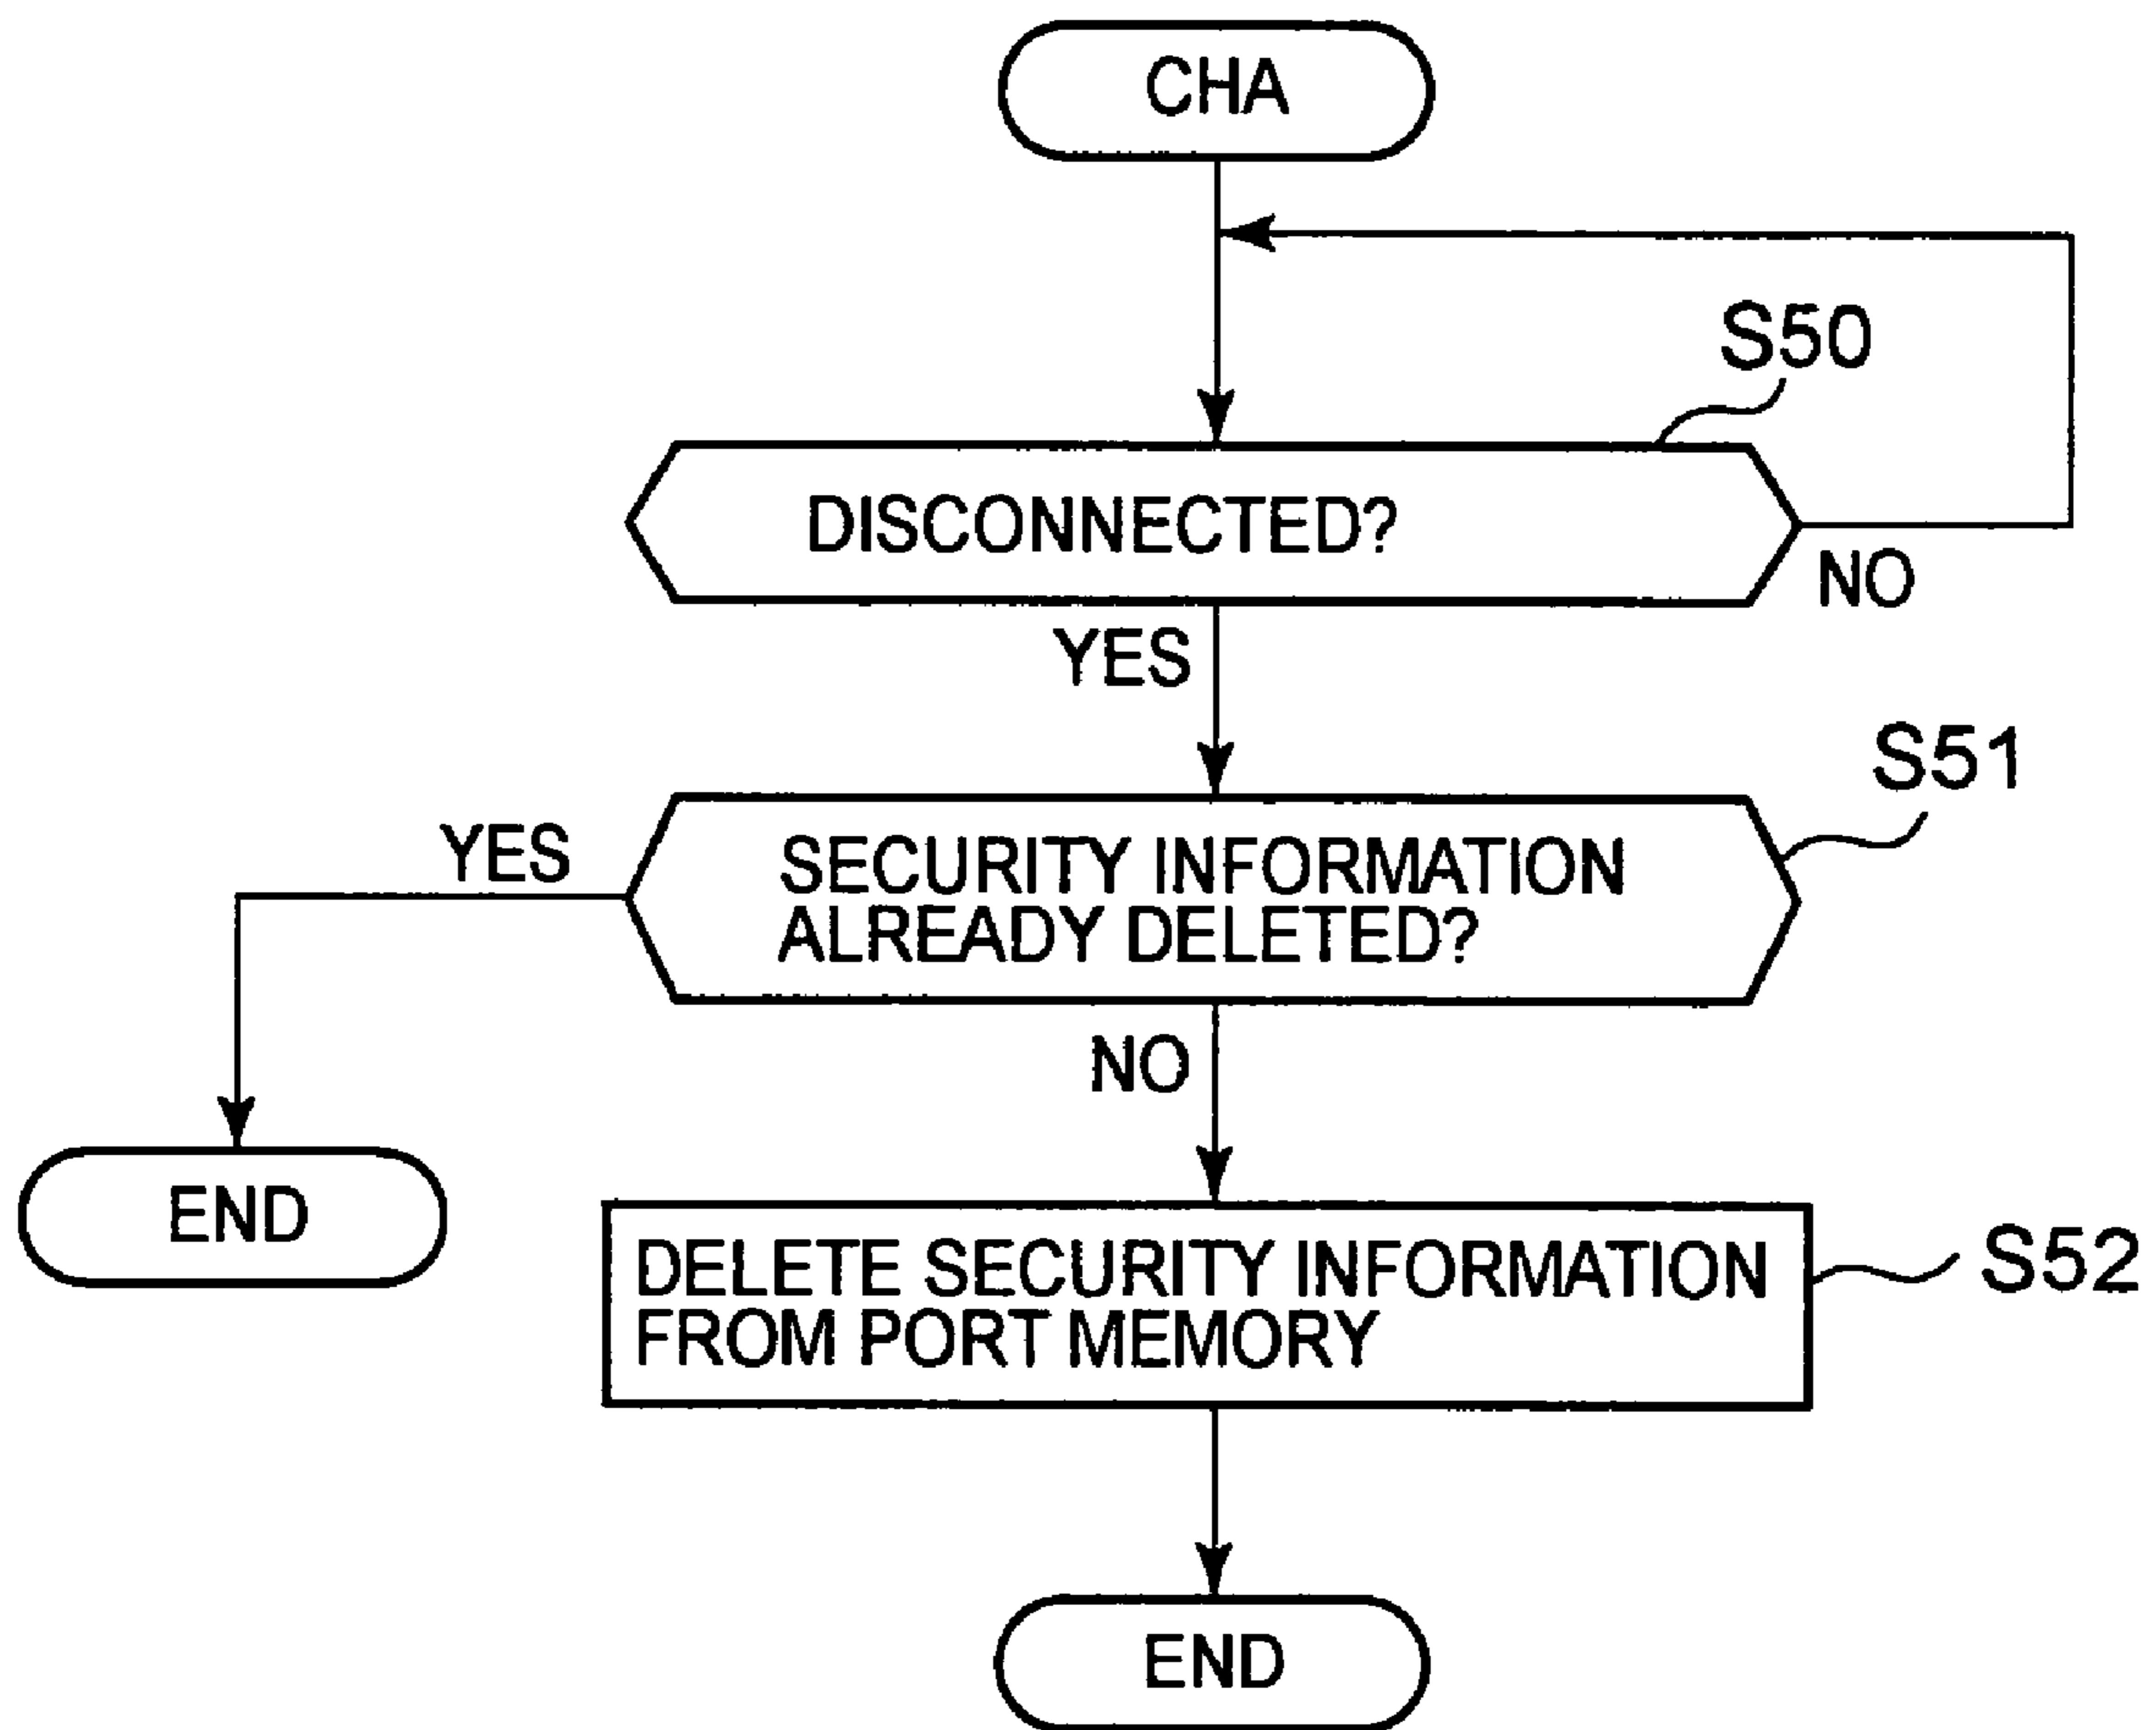 CHA
S50
DISCONNECTED?
NO
YES
S51
YES
SECURITY INFORMATION
ALREADY DELETED?
NO
END
DELETE SECURITY INFORMATION
FROM PORT MEMORY
S52
END